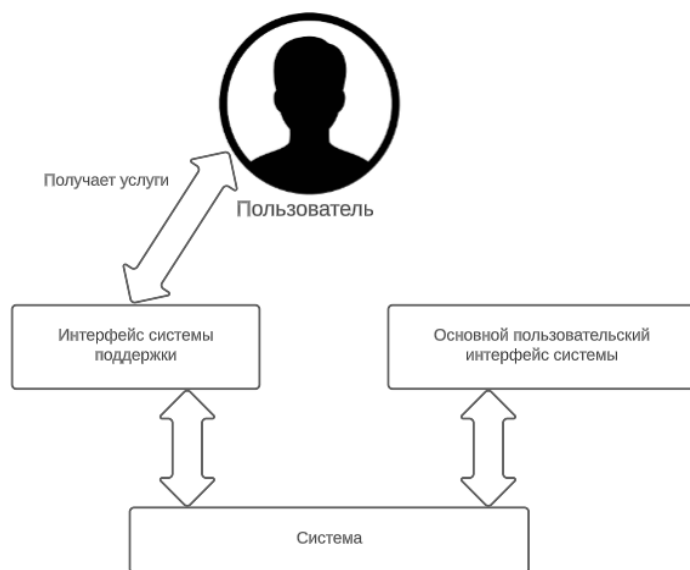 Получает услуги
Пользователь
Интерфейс системы
поддержки
Основной пользовательский
интерфейс системы
Система